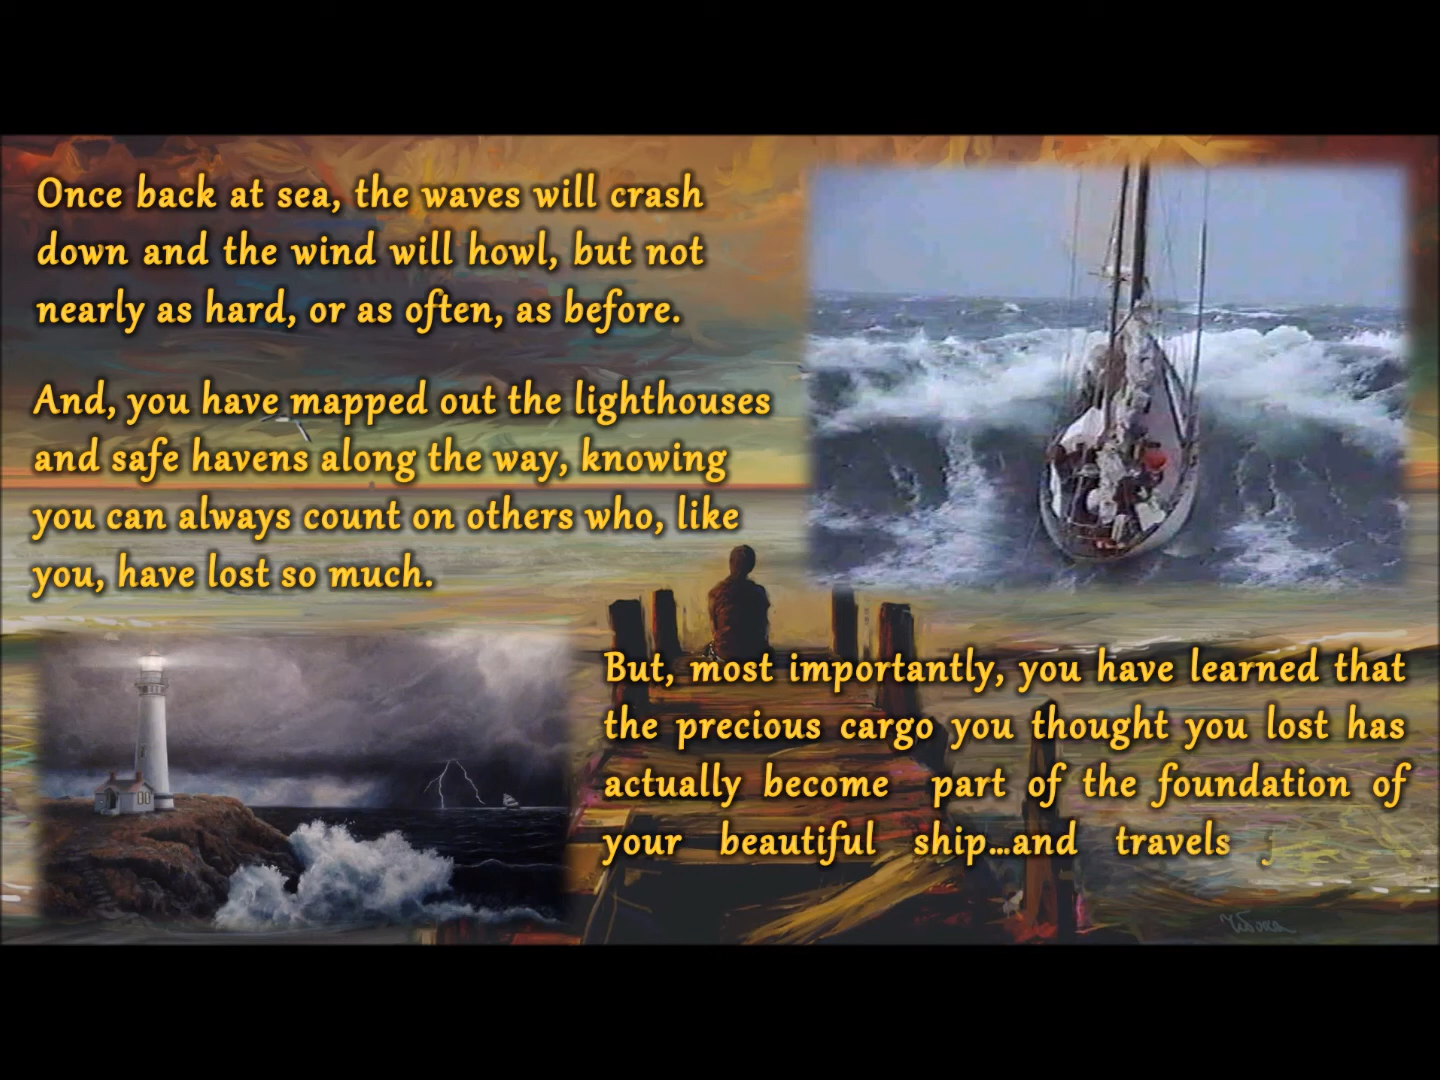 Once back at sea, the waves will crash
down and the wind will howl, but not
nearly as hard, or as often, as before.
And, you have mapped out the lighthouses
and safe havens along the way, knowing
you can always count on others who, like
you, have lost so much.
But, most importantly, you have learned that
the precious cargo you thought you lost has
actually become part of the foundation of
your beautiful ship...and travels